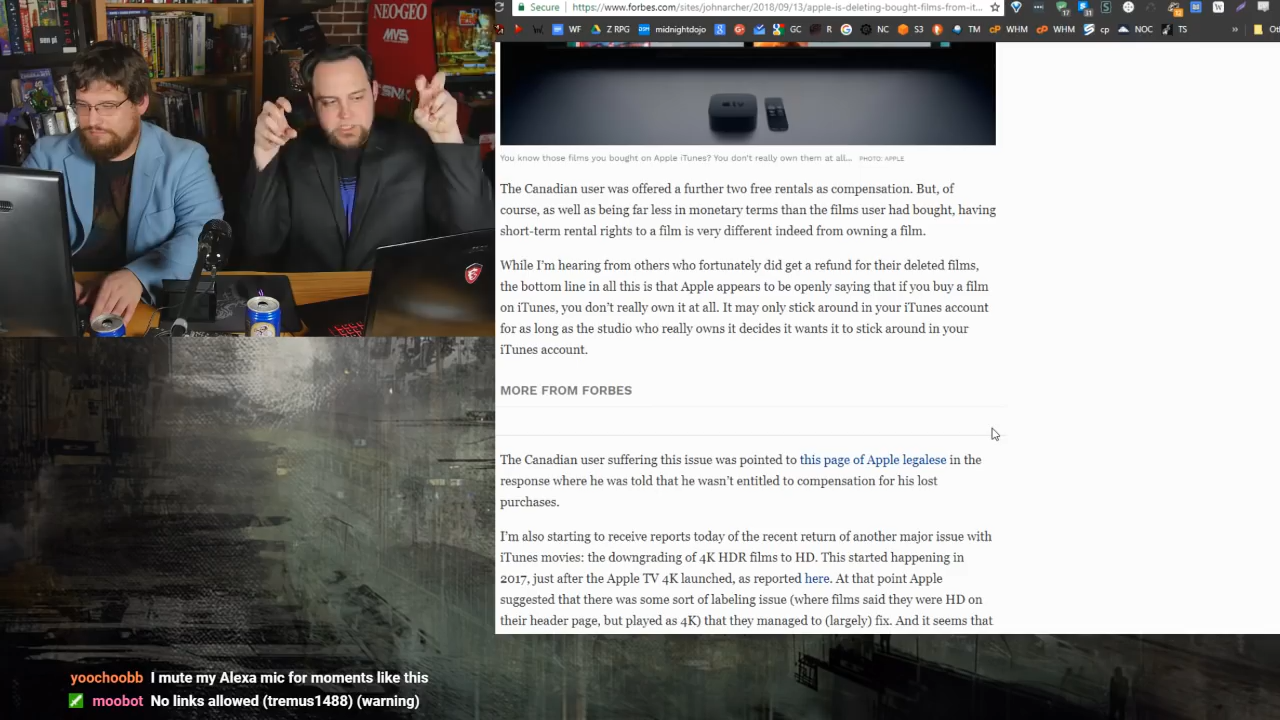 NEO·GEO
MVS
SNK
Secure
https://www.forbes.com/sites/johnarcher/2018/09/13/apple-is-deleting-bought-films-from-it...
WF Z RPG midnightdojo GC R NC S3 TM WHM WHM cp NOC TS
You know those films you bought on Apple iTunes? You don't really own them at all... PHOTO: APPLE
The Canadian user was offered a further two free rentals as compensation. But, of
course, as well as being far less in monetary terms than the films user had bought, having
short-term rental rights to a film is very different indeed from owning a film.
While I'm hearing from others who fortunately did get a refund for their deleted films,
the bottom line in all this is that Apple appears to be openly saying that if you buy a film
on iTunes, you don't really own it at all. It may only stick around in your iTunes account
for as long as the studio who really owns it decides it wants it to stick around in your
iTunes account.
MORE FROM FORBES
The Canadian user suffering this issue was pointed to this page of Apple legalese in the
response where he was told that he wasn't entitled to compensation for his lost
purchases.
I'm also starting to receive reports today of the recent return of another major issue with
iTunes movies: the downgrading of 4K HDR films to HD. This started happening in
2017, just after the Apple TV 4K launched, as reported here. At that point Apple
suggested that there was some sort of labeling issue (where films said they were HD on
their header page, but played as 4K) that they managed to (largely) fix. And it seems that
yoochoobb I mute my Alexa mic for moments like this
moobot No links allowed (tremus1488) (warning)